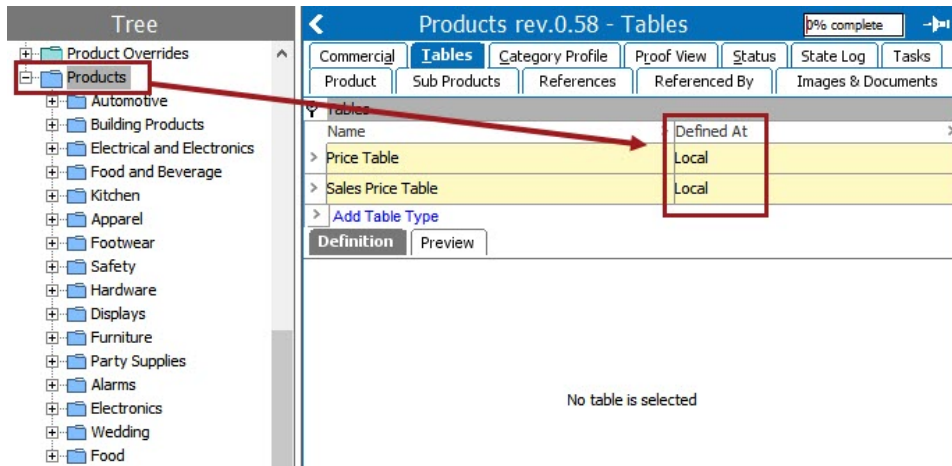 Tree
Product Overrides
Products
Automotive
Building Products
Electrical and Electronics
Food and Beverage
Kitchen
Apparel
Footwear
Safety
Hardware
Displays
Furniture
Party Supplies
Alarms
Electronics
Wedding
Food
Products rev.0.58 - Tables
0% complete
Commercial Tables Category Profile Proof View Status State Log Tasks
Product Sub Products References Referenced By Images & Documents
Tables
Name Defined At
Price Table Local
Sales Price Table Local
Add Table Type
Definition Preview
No table is selected